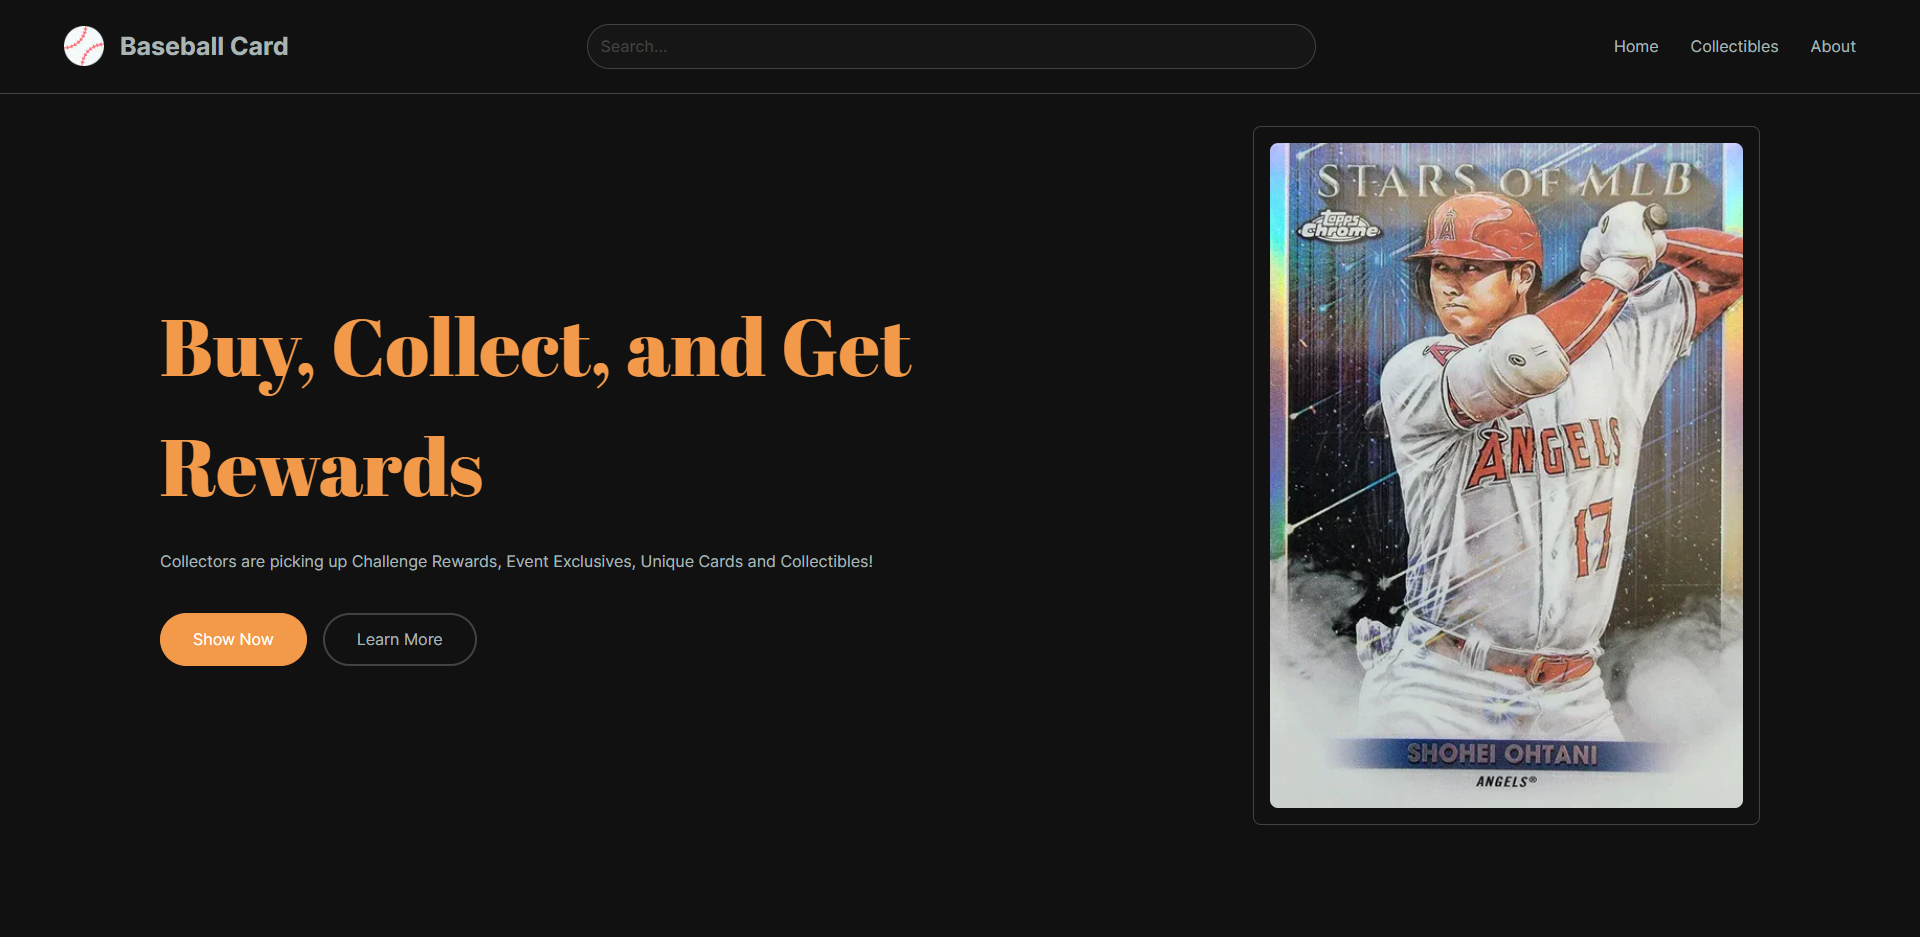 Baseball Card
Search...
Home
Collectibles
About
Buy, Collect, and Get
Rewards
Collectors are picking up Challenge Rewards, Event Exclusives, Unique Cards and Collectibles!
Show Now
Learn More
STARS OF MLB
Topps
Chrome
A
ANGELS
17
SHOHEI OHTANI
ANGELS®